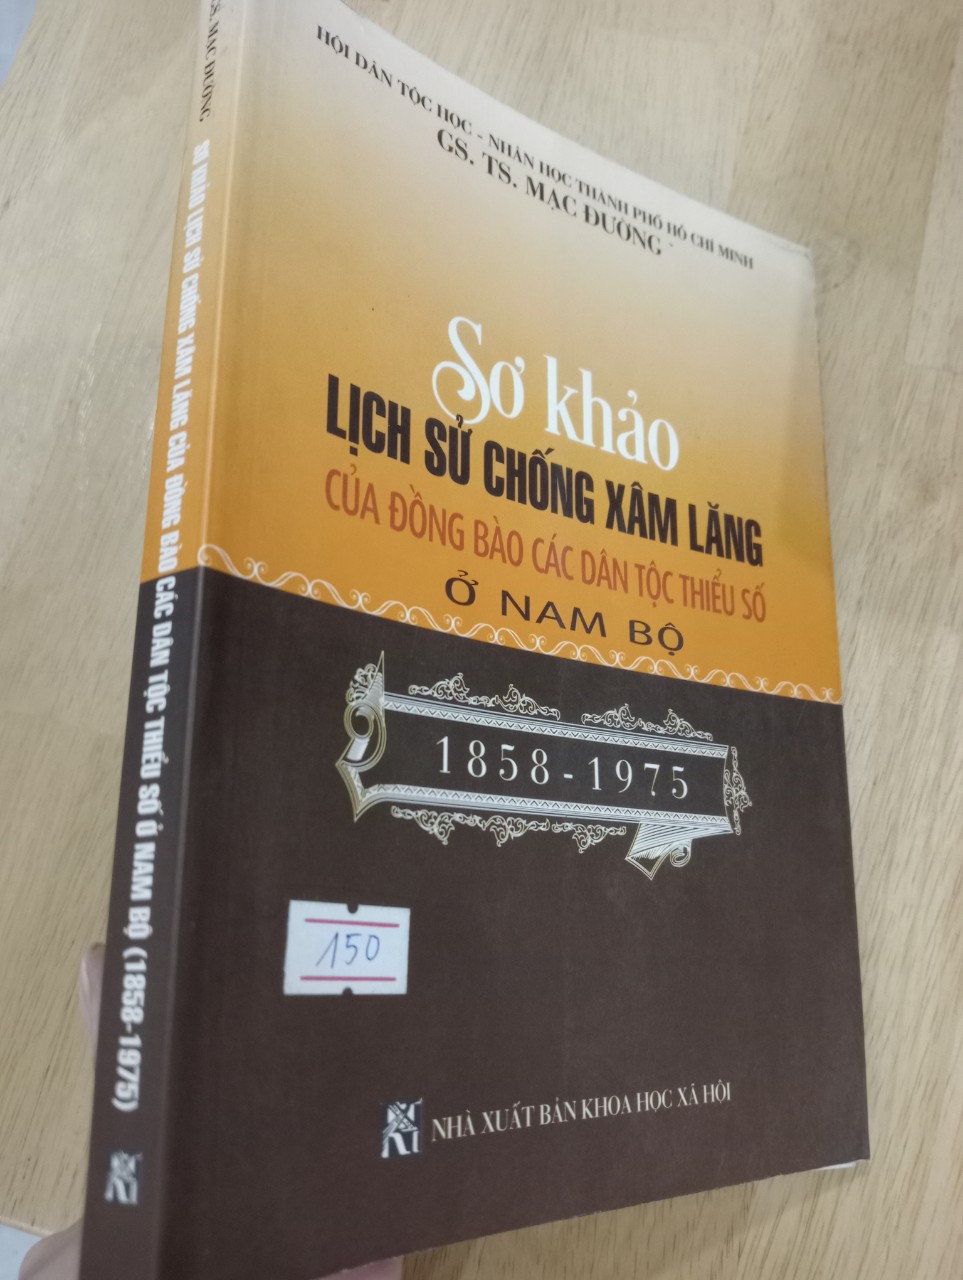 HỘI DÂN TỘC HỌC - NHÂN HỌC THÀNH PHỐ HỒ CHÍ MINH
GS. TS. MẠC ĐƯỜNG
Sơ khảo
LỊCH SỬ CHỐNG XÂM LĂNG
CỦA ĐỒNG BÀO CÁC DÂN TỘC THIỂU SỐ
Ở NAM BỘ
1858-1975
150
NHÀ XUẤT BẢN KHOA HỌC XÃ HỘI
MẠC ĐƯỜNG SƠ KHẢO LỊCH SỬ CHỐNG XÂM LĂNG CỦA ĐỒNG BÀO CÁC DÂN TỘC THIỂU SỐ Ở NAM BỘ (1858-1975)